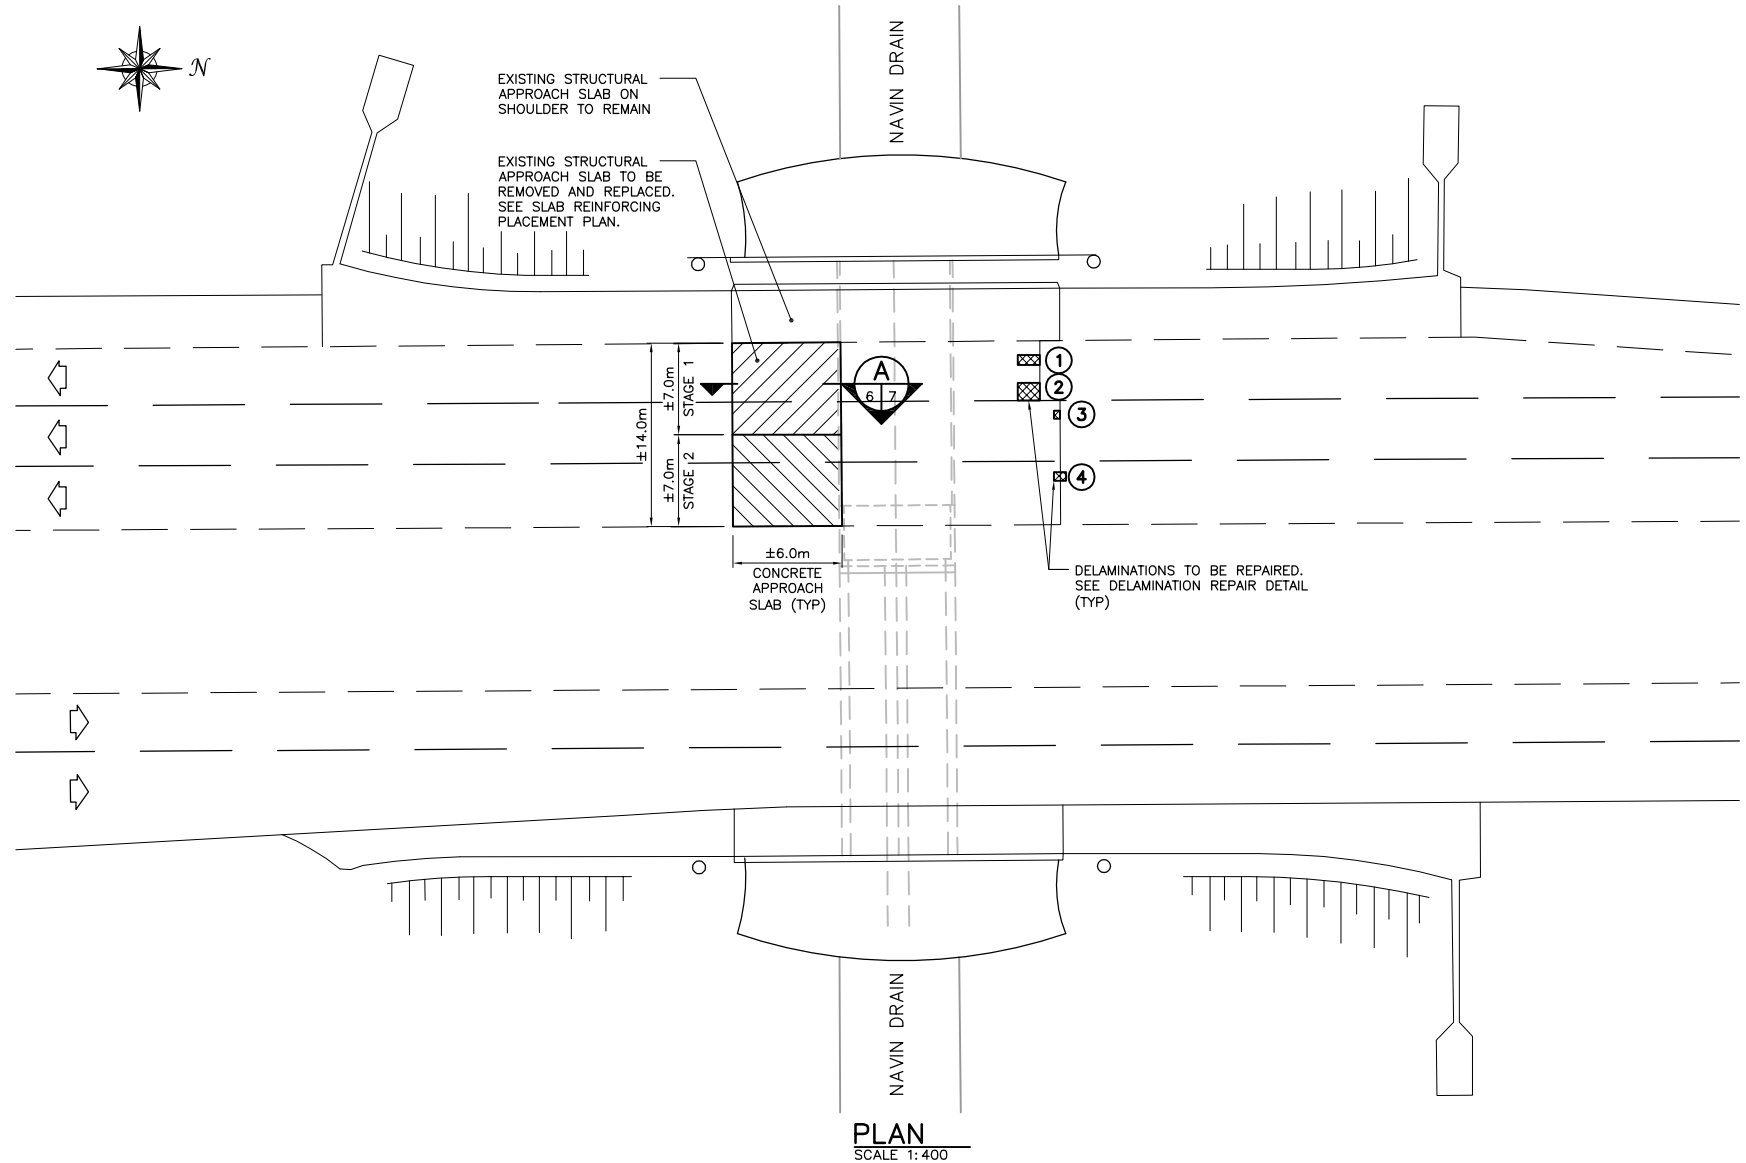 N
NAVIN DRAIN
EXISTING STRUCTURAL
APPROACH SLAB ON
SHOULDER TO REMAIN
EXISTING STRUCTURAL
APPROACH SLAB TO BE
REMOVED AND REPLACED.
SEE SLAB REINFORCING
PLACEMENT PLAN.
±14.0m
±7.0m
STAGE 1
±7.0m
STAGE 2
A
6 7
1
2
3
4
±6.0m
CONCRETE
APPROACH
SLAB (TYP)
DELAMINATIONS TO BE REPAIRED.
SEE DELAMINATION REPAIR DETAIL
(TYP)
NAVIN DRAIN
PLAN
SCALE 1:400